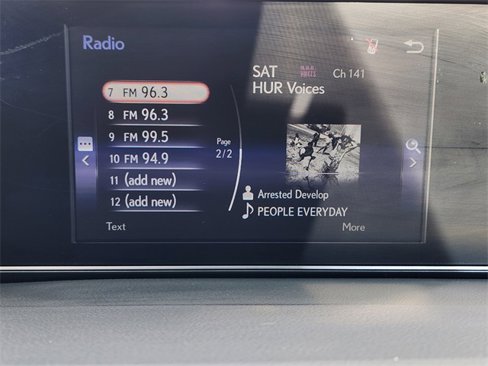 Radio
7 FM 96.3
8 FM 96.3
9 FM 99.5
10 FM 94.9
11 (add new)
12 (add new)
Page
2/2
Text
SAT
Ch 141
HUR Voices
Arrested Develop
PEOPLE EVERYDAY
More